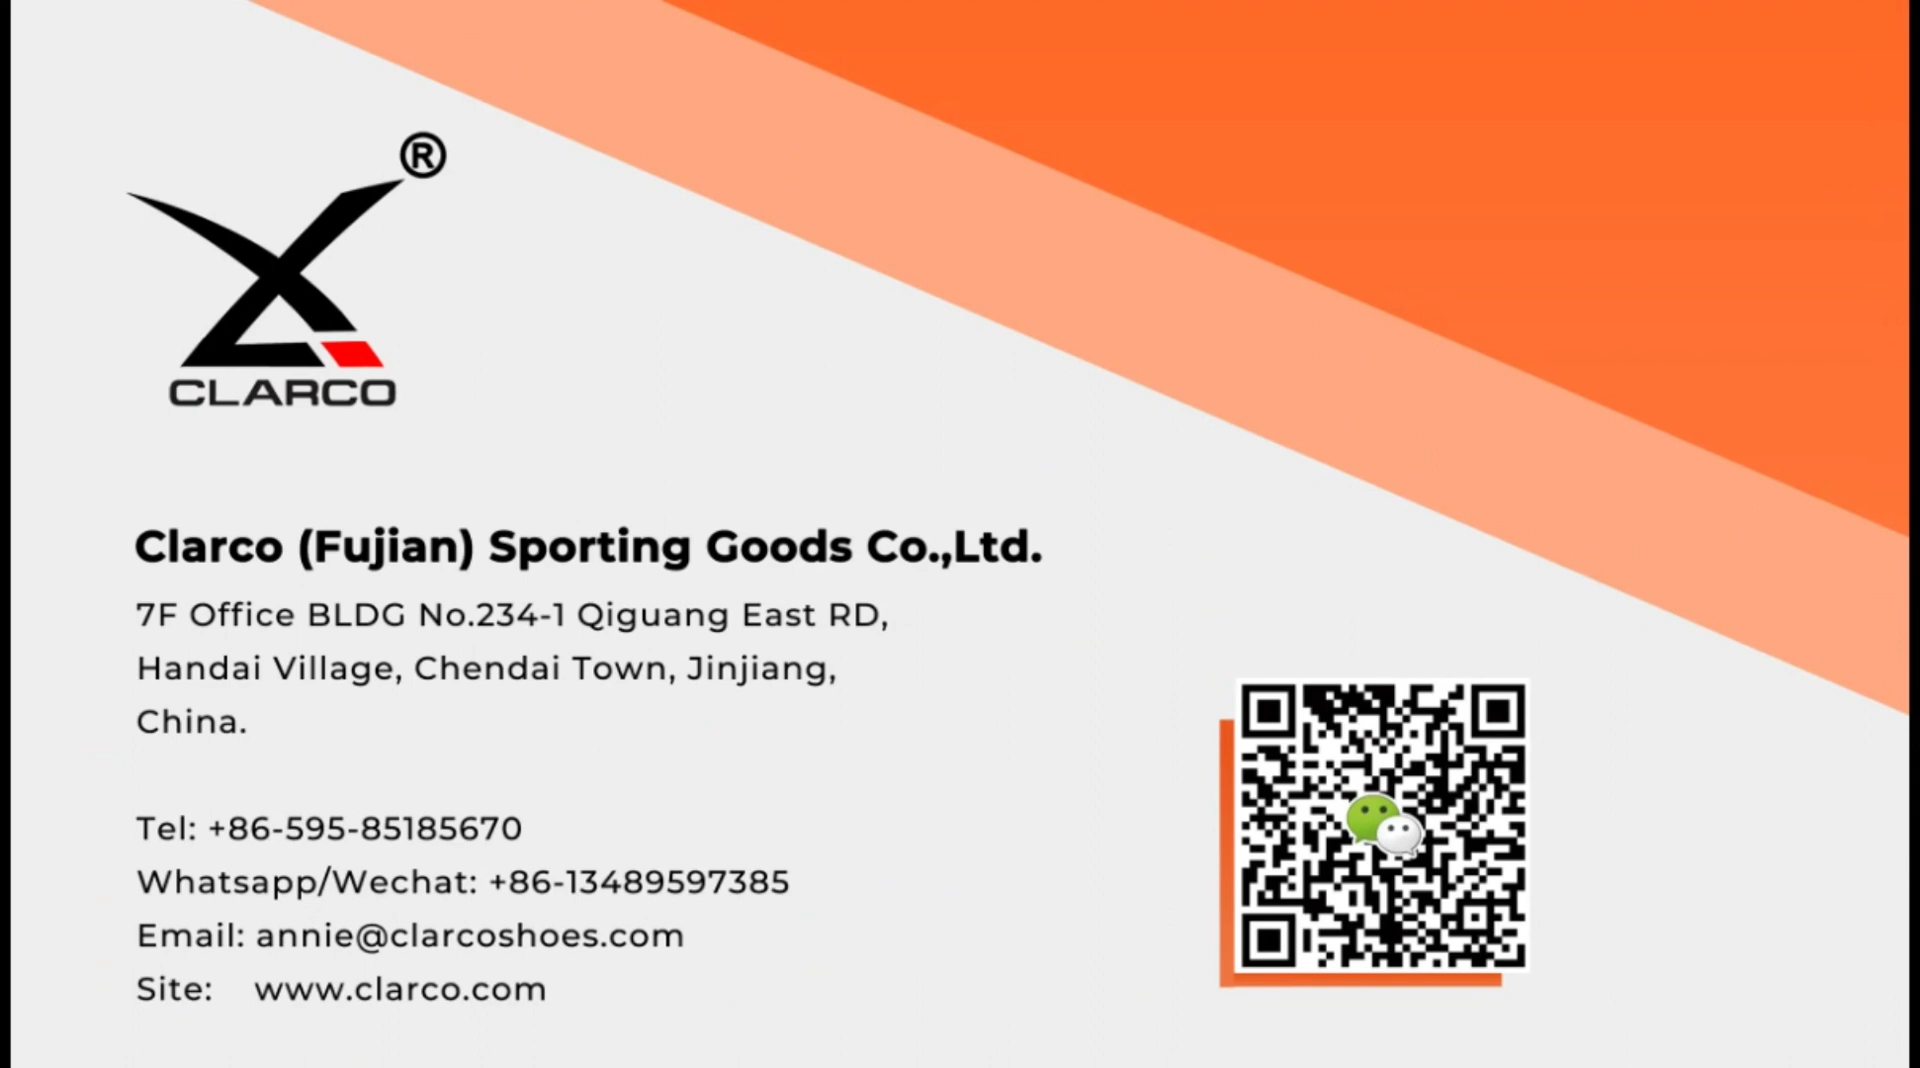 ®
CLARCO
Clarco (Fujian) Sporting Goods Co.,Ltd.
7F Office BLDG No.234-1 Qiguang East RD,
Handai Village, Chendai Town, Jinjiang,
China.
Tel: +86-595-85185670
Whatsapp/Wechat: +86-13489597385
Email: annie@clarcoshoes.com
Site: www.clarco.com